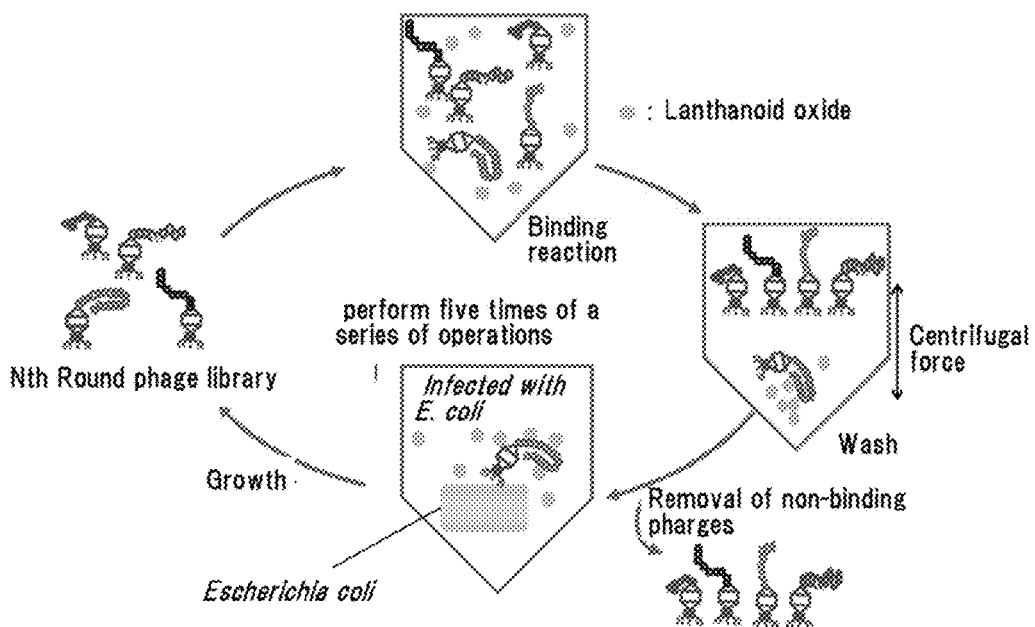 : Lanthanoid oxide
Binding
reaction
perform five times of a
series of operations
Centrifugal
force
Nth Round phage library
Infected with
E. coli
Wash
Growth
Removal of non-binding
pharges
Escherichia coli